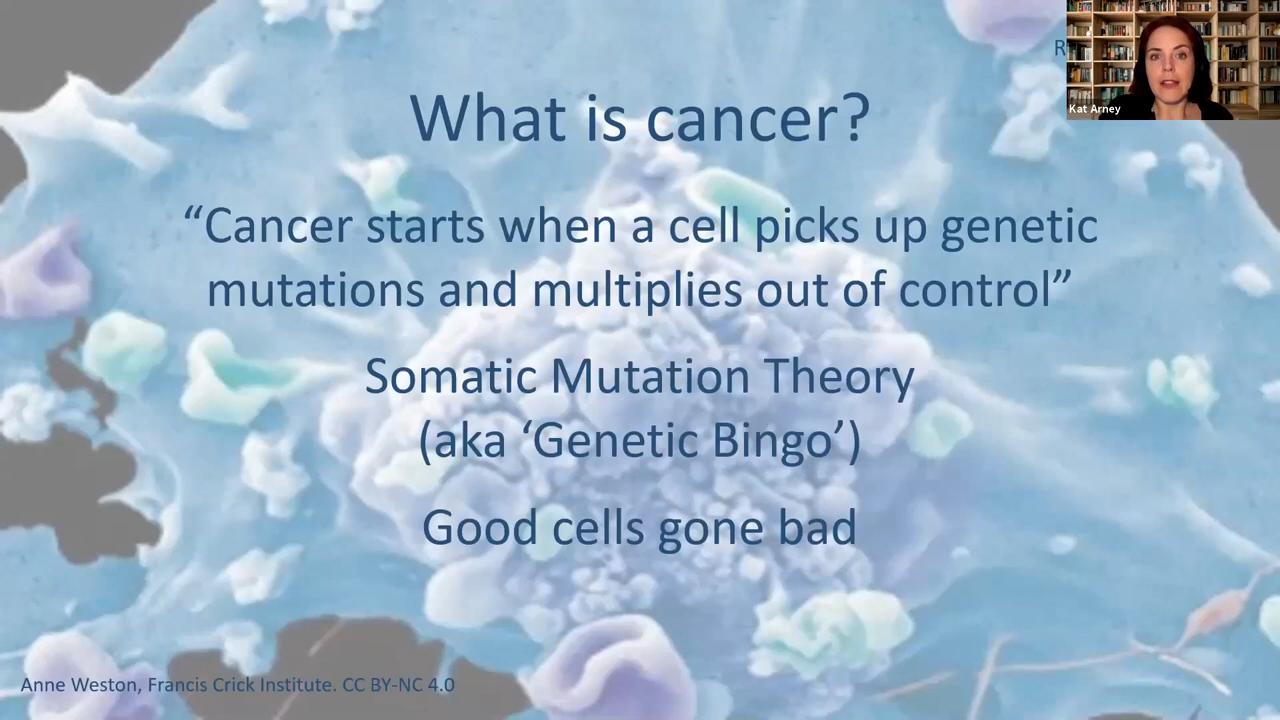 What is cancer?
“Cancer starts when a cell picks up genetic
mutations and multiplies out of control”
Somatic Mutation Theory
(aka ‘Genetic Bingo’)
Good cells gone bad
Anne Weston, Francis Crick Institute. CC BY-NC 4.0
Kat Arney